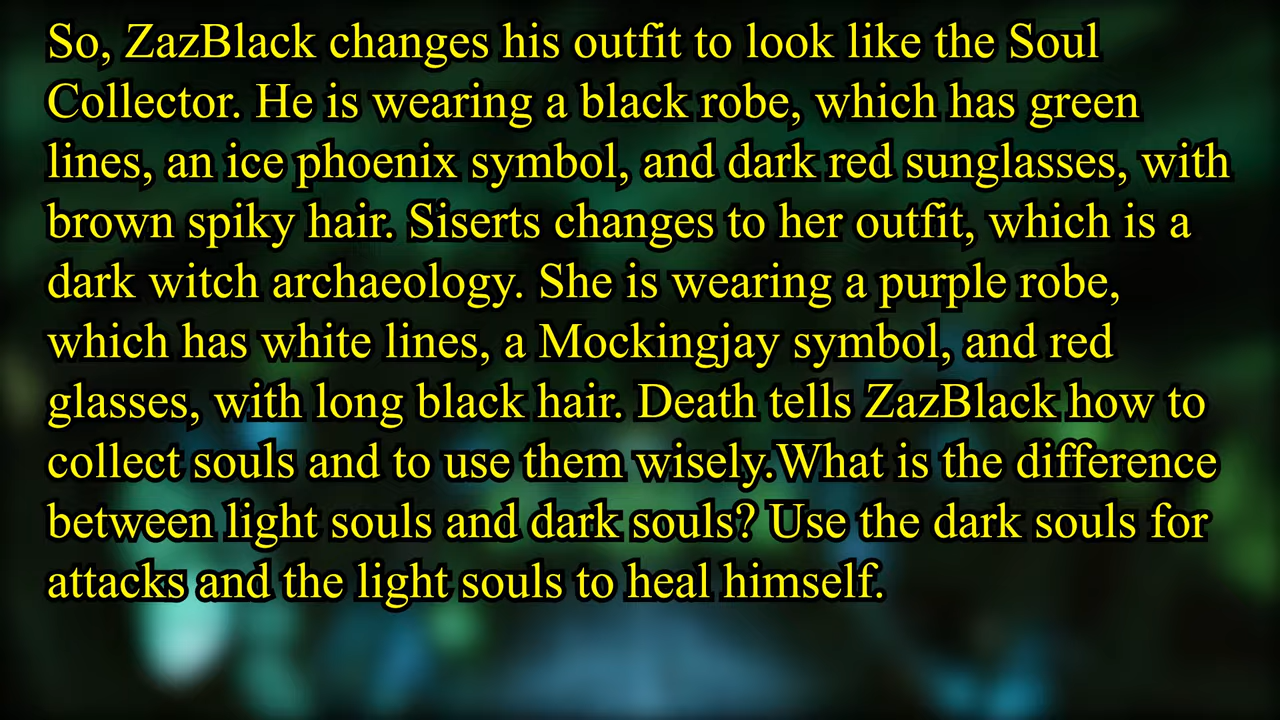 So, ZazBlack changes his outfit to look like the Soul
Collector. He is wearing a black robe, which has green
lines, an ice phoenix symbol, and dark red sunglasses, with
brown spiky hair. Siserts changes to her outfit, which is a
dark witch archaeology. She is wearing a purple robe,
which has white lines, a Mockingjay symbol, and red
glasses, with long black hair. Death tells ZazBlack how to
collect souls and to use them wisely.What is the difference
between light souls and dark souls? Use the dark souls for
attacks and the light souls to heal himself.